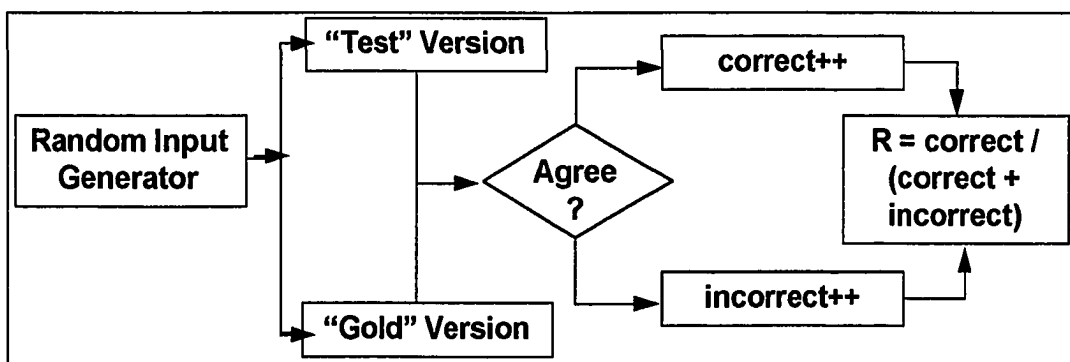 Random Input
Generator
“Test” Version
“Gold” Version
Agree
?
correct++
incorrect++
R = correct /
(correct +
incorrect)